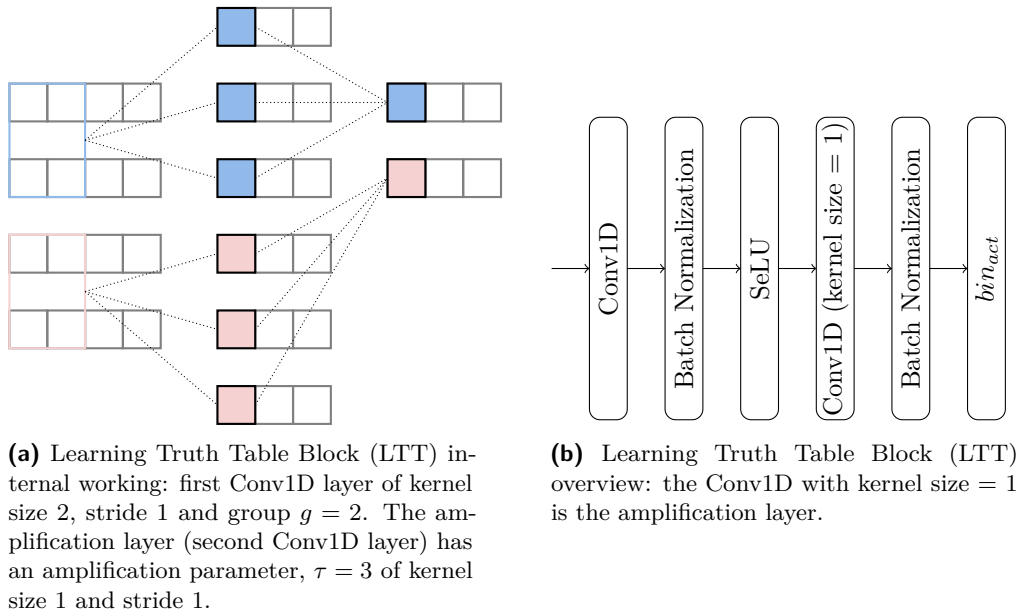 Conv1D
Batch Normalization
SeLU
Conv1D (kernel size = 1)
Batch Normalization
bin_act
(a) Learning Truth Table Block (LTT) in-
ternal working: first Conv1D layer of kernel
size 2, stride 1 and group g = 2. The am-
plification layer (second Conv1D layer) has
an amplification parameter, τ = 3 of kernel
size 1 and stride 1.
(b) Learning Truth Table Block (LTT)
overview: the Conv1D with kernel size = 1
is the amplification layer.